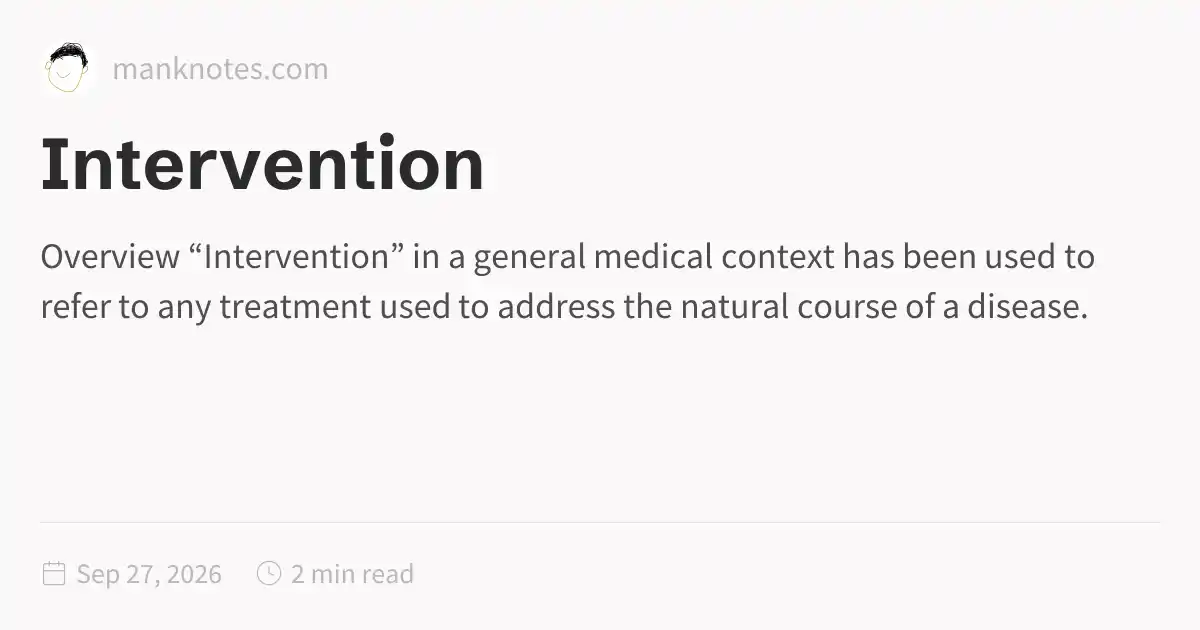 manknotes.com
Intervention
Overview “Intervention” in a general medical context has been used to
refer to any treatment used to address the natural course of a disease.
Sep 27, 2026 2 min read